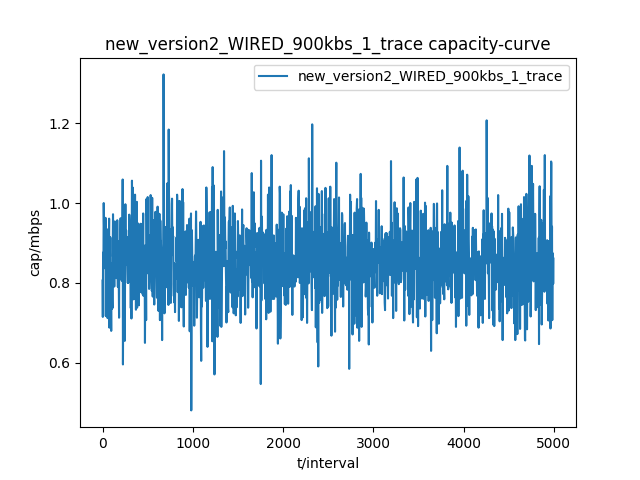 new_version2_WIRED_900kbs_1_trace capacity-curve
new_version2_WIRED_900kbs_1_trace
1.2
1.0
0.8
0.6
cap/mbps
0 1000 2000 3000 4000 5000
t/interval